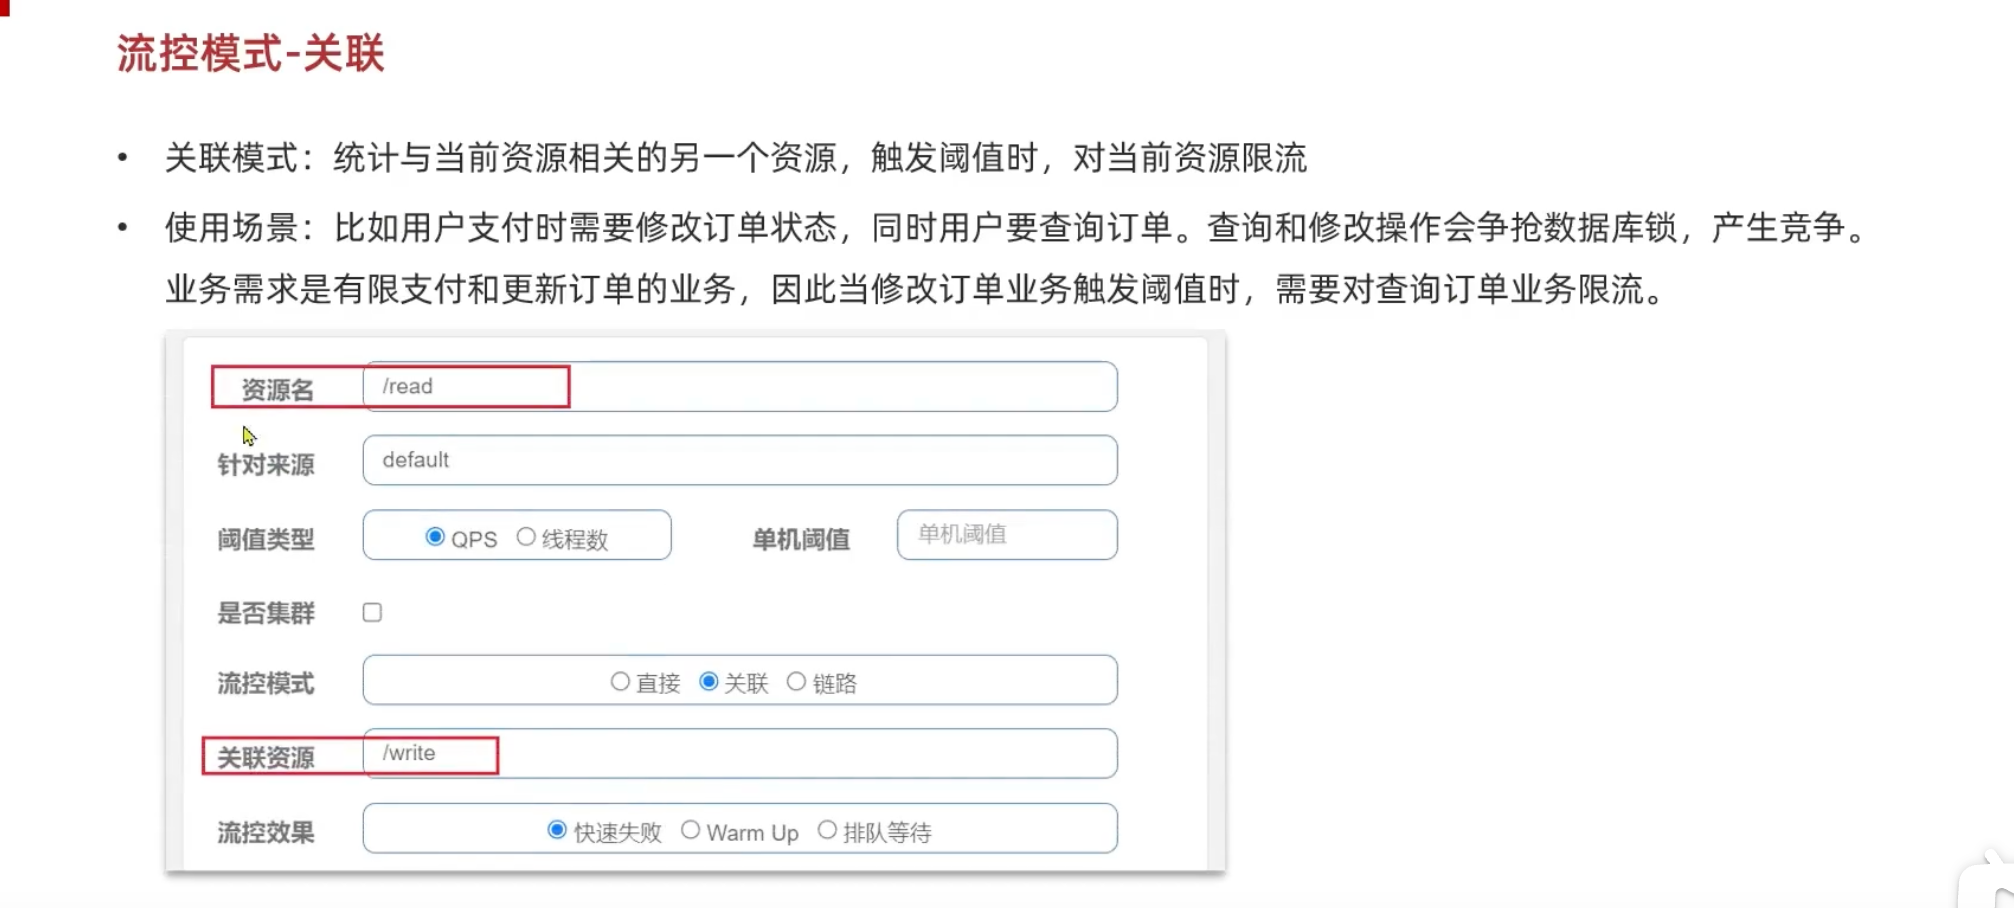 流控模式-关联
• 关联模式：统计与当前资源相关的另一个资源，触发阈值时，对当前资源限流
• 使用场景：比如用户支付时需要修改订单状态，同时用户要查询订单。查询和修改操作会争抢数据库锁，产生竞争。
业务需求是有限支付和更新订单的业务，因此当修改订单业务触发阈值时，需要对查询订单业务限流。
资源名 /read
针对来源 default
阈值类型 QPS 线程数 单机阈值 单机阈值
是否集群
流控模式 直接 关联 链路
关联资源 /write
流控效果 快速失败 Warm Up 排队等待